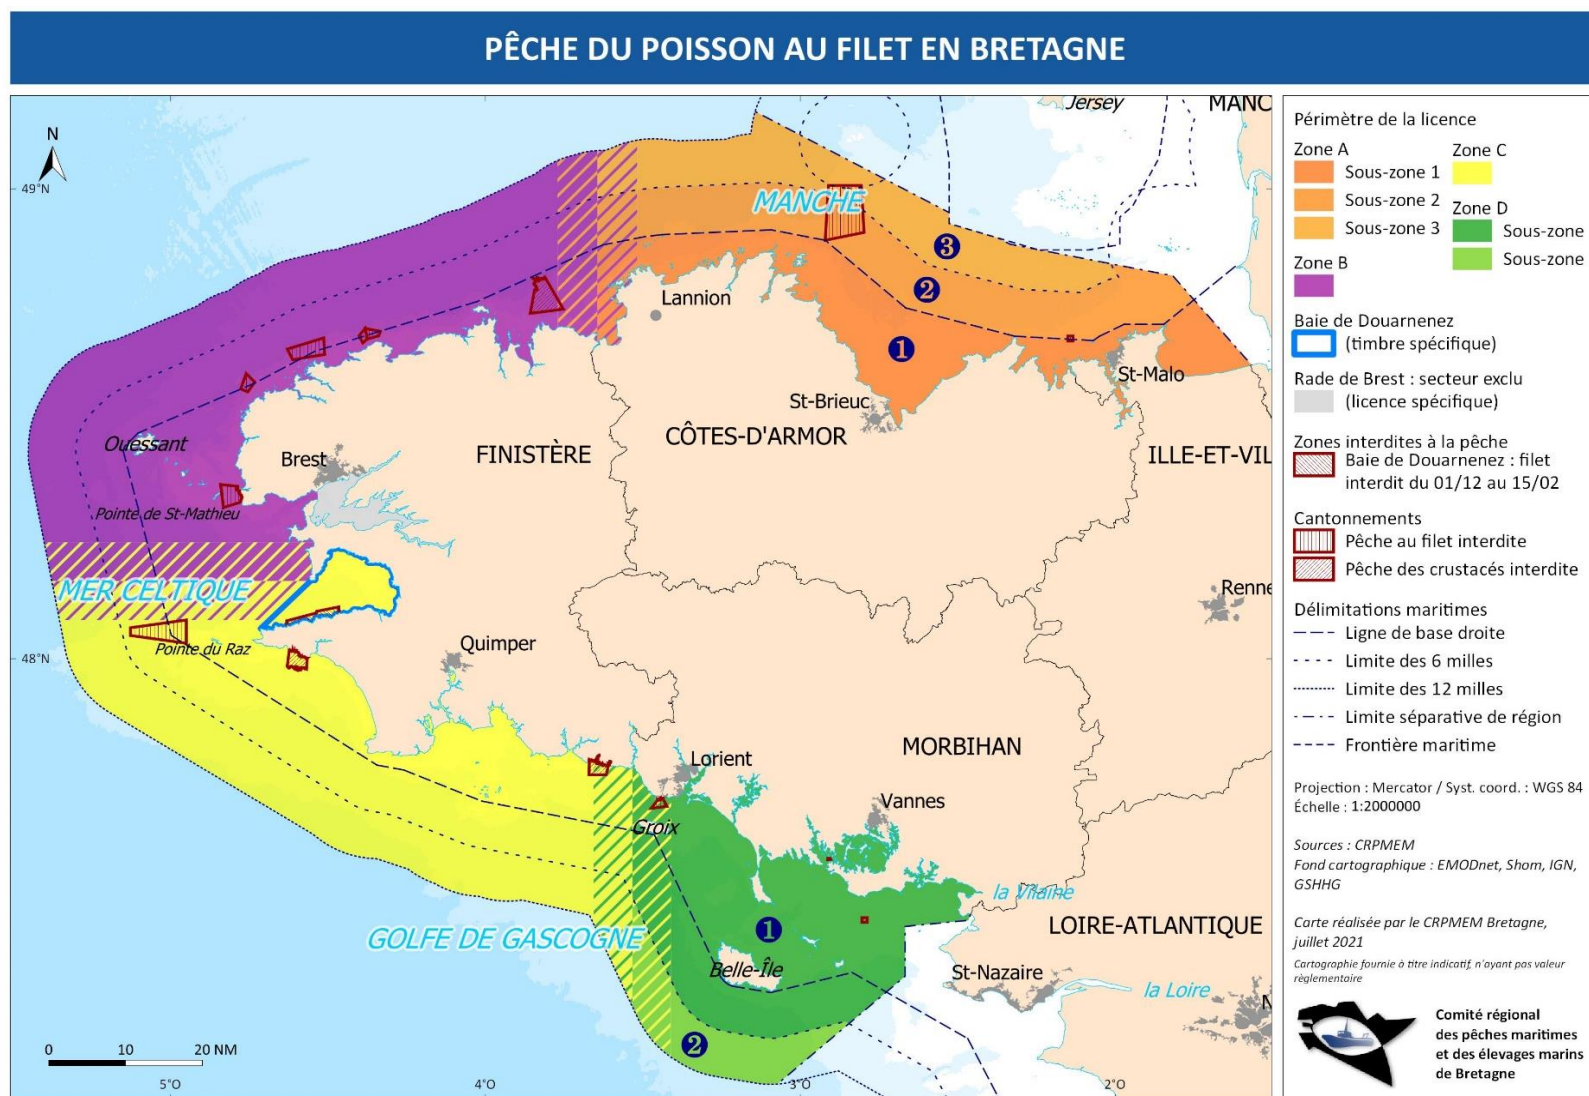 PÊCHE DU POISSON AU FILET EN BRETAGNE
N
49°N
48°N
5°O
4°O
3°O
2°O
Jersey
MANC
MANCHE
3
2
1
Lannion
St-Malo
St-Brieuc
CÔTES-D'ARMOR
ILLE-ET-VIL
Ouessant
Brest
FINISTÈRE
Pointe de St-Mathieu
MER CELTIQUE
Renne
Pointe du Raz
Quimper
MORBIHAN
Lorient
Vannes
Groix
la Vilaine
LOIRE-ATLANTIQUE
GOLFE DE GASCOGNE
1
Belle-Île
St-Nazaire
la Loire
N
2
0 10 20 NM
Périmètre de la licence
Zone A
Sous-zone 1
Sous-zone 2
Sous-zone 3
Zone B
Zone C
Zone D
Sous-zone
Sous-zone
Baie de Douarnenez
(timbre spécifique)
Rade de Brest : secteur exclu
(licence spécifique)
Zones interdites à la pêche
Baie de Douarnenez : filet
interdit du 01/12 au 15/02
Cantonnements
Pêche au filet interdite
Pêche des crustacés interdite
Délimitations maritimes
Ligne de base droite
Limite des 6 milles
Limite des 12 milles
Limite séparative de région
Frontière maritime
Projection : Mercator / Syst. coord. : WGS 84
Échelle : 1:2000000
Sources : CRPMEM
Fond cartographique : EMODnet, Shom, IGN,
GSHHG
Carte réalisée par le CRPMEM Bretagne,
juillet 2021
Cartographie fournie à titre indicatif, n'ayant pas valeur
règlementaire
Comité régional
des pêches maritimes
et des élevages marins
de Bretagne